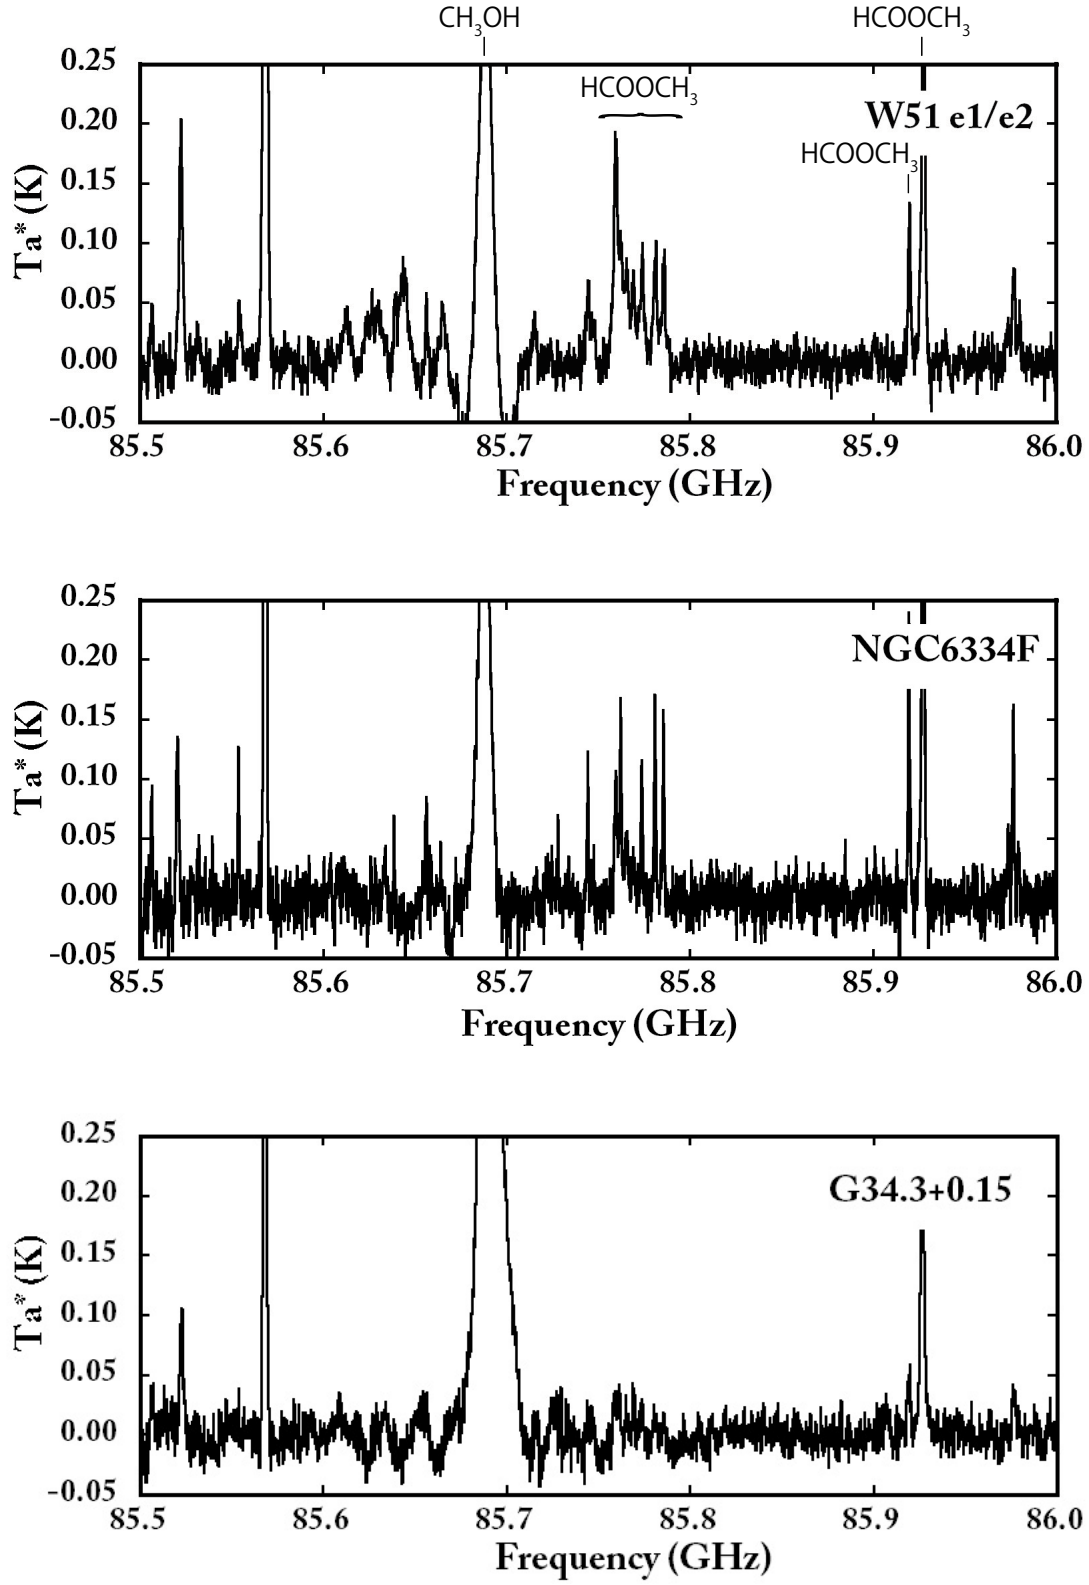 CH3OH HCOOCH3
0.25
HCOOCH3
W51 e1/e2
0.20
HCOOCH3
0.15
0.10
0.05
0.00
-0.05
Ta* (K)
85.5 85.6 85.7 85.8 85.9 86.0
Frequency (GHz)
0.25
NGC6334F
0.20
0.15
0.10
0.05
0.00
-0.05
Ta* (K)
85.5 85.6 85.7 85.8 85.9 86.0
Frequency (GHz)
0.25
G34.3+0.15
0.20
0.15
0.10
0.05
0.00
-0.05
Ta* (K)
85.5 85.6 85.7 85.8 85.9 86.0
Frequency (GHz)